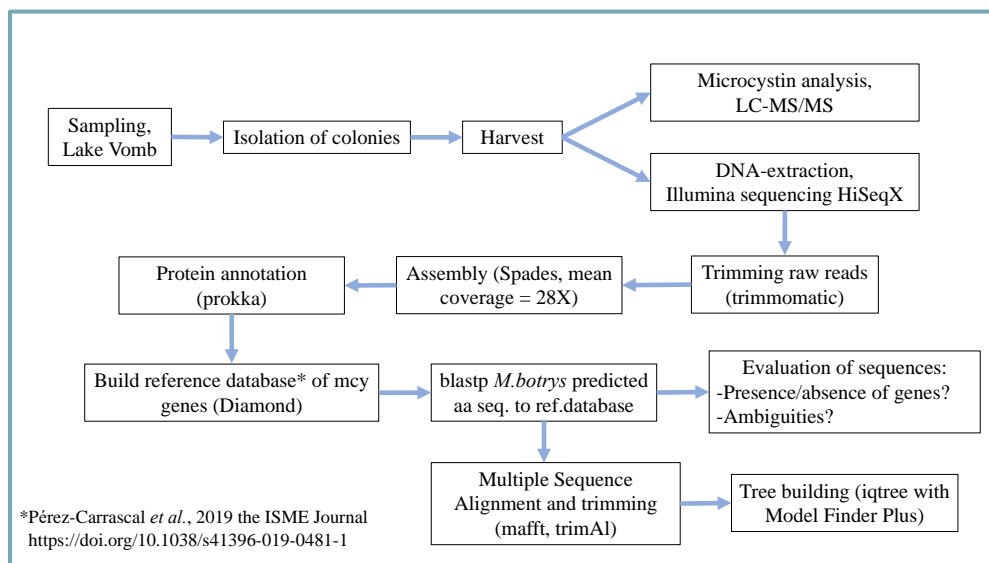 Sampling,
Lake Vomb
Isolation of colonies
Harvest
Microcystin analysis,
LC-MS/MS
DNA-extraction,
Illumina sequencing HiSeqX
Trimming raw reads
(trimmomatic)
Assembly (Spades, mean
coverage = 28X)
Protein annotation
(prokka)
Build reference database* of mcy
genes (Diamond)
blastp M.botrys predicted
aa seq. to ref.database
Evaluation of sequences:
-Presence/absence of genes?
-Ambiguities?
Multiple Sequence
Alignment and trimming
(mafft, trimAl)
Tree building (iqtree with
Model Finder Plus)
*Pérez-Carrascal et al., 2019 the ISME Journal
https://doi.org/10.1038/s41396-019-0481-1